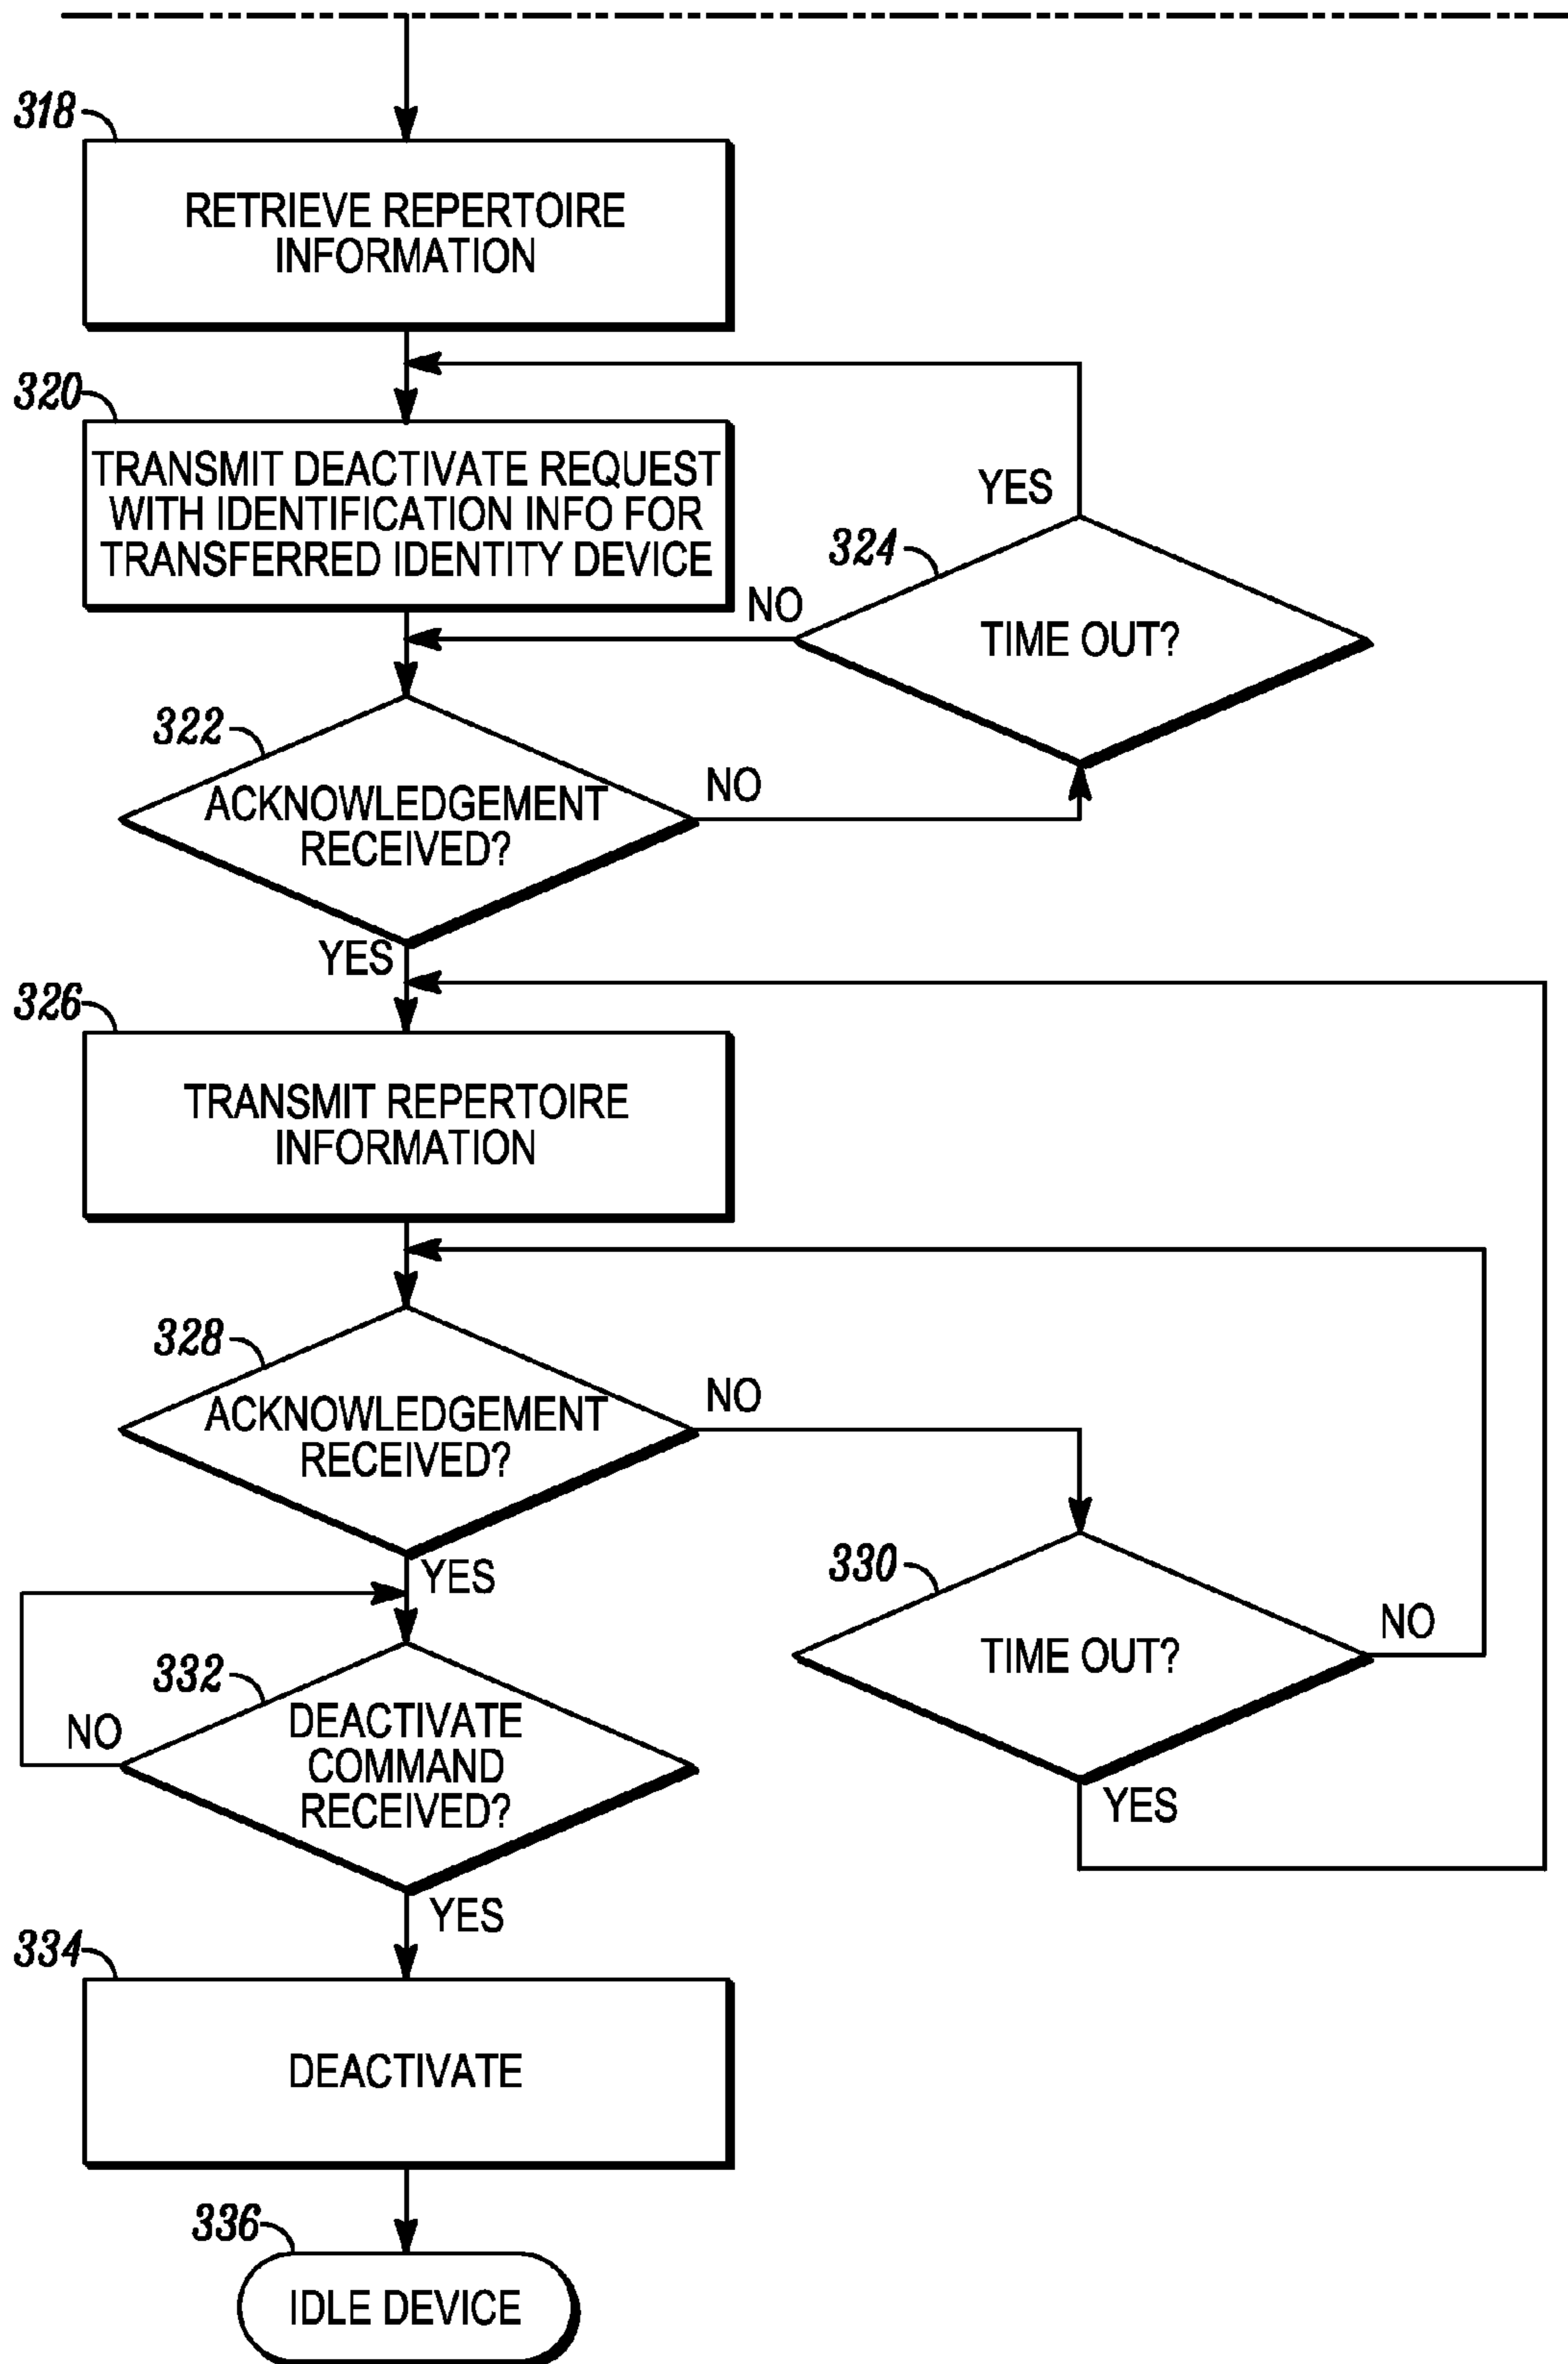 318
RETRIEVE REPERTOIRE
INFORMATION
320
TRANSMIT DEACTIVATE REQUEST
WITH IDENTIFICATION INFO FOR
TRANSFERRED IDENTITY DEVICE
YES
324
NO
TIME OUT?
322
NO
ACKNOWLEDGEMENT
RECEIVED?
YES
326
TRANSMIT REPERTOIRE
INFORMATION
328
NO
ACKNOWLEDGEMENT
RECEIVED?
YES
330
NO
TIME OUT?
YES
332
NO
DEACTIVATE
COMMAND
RECEIVED?
YES
334
DEACTIVATE
336
IDLE DEVICE